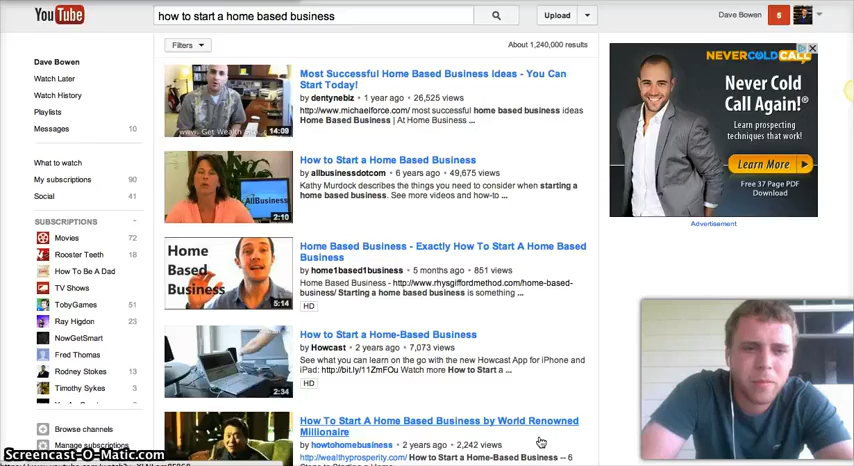 YouTube
how to start a home based business
Upload
Dave Bowen
5
Filters
About 1,240,000 results
Dave Bowen
Watch Later
Watch History
Playlists
Messages 10
What to watch
My subscriptions 90
Social 41
SUBSCRIPTIONS
Movies 72
Rooster Teeth 18
How To Be A Dad
TV Shows
TobyGames 51
Ray Higdon 23
NowGetSmart
Fred Thomas
Rodney Stokes 13
Timothy Sykes 3
Browse channels
Manage subscriptions
Most Successful Home Based Business Ideas - You Can
Start Today!
by dentynebiz • 1 year ago • 26,525 views
http://www.michaelforce.com/ most successful home based business ideas
Home Based Business | At Home Business ...
14:09
How to Start a Home Based Business
by allbusinessdotcom • 6 years ago • 49,675 views
Kathy Murdock describes the things you need to consider when starting a
home based business. See more videos and how-to ...
AllBusiness
2:10
Home Based Business - Exactly How To Start A Home Based
Business
by home1based1business • 5 months ago • 851 views
Home Based Business - http://www.rhysgiffordmethod.com/home-based-
business/ Starting a home based business is something ...
HD
Home
Based
Business
5:14
How to Start a Home-Based Business
by Howcast • 2 years ago • 7,073 views
See what you can learn on the go with the new Howcast App for iPhone and
iPad: http://bit.ly/11ZmFOu Watch more How to Start a ...
HD
2:34
How To Start A Home Based Business by World Renowned
Millionaire
by howtohomebusiness • 2 years ago • 2,242 views
http://wealthyprosperity.com/ How to Start a Home-Based Business -- 6
NEVERCOLDCALL
Never Cold
Call Again!®
Learn prospecting
techniques that work!
Learn More
Free 37 Page PDF
Download
Advertisement
Screencast-O-Matic.com